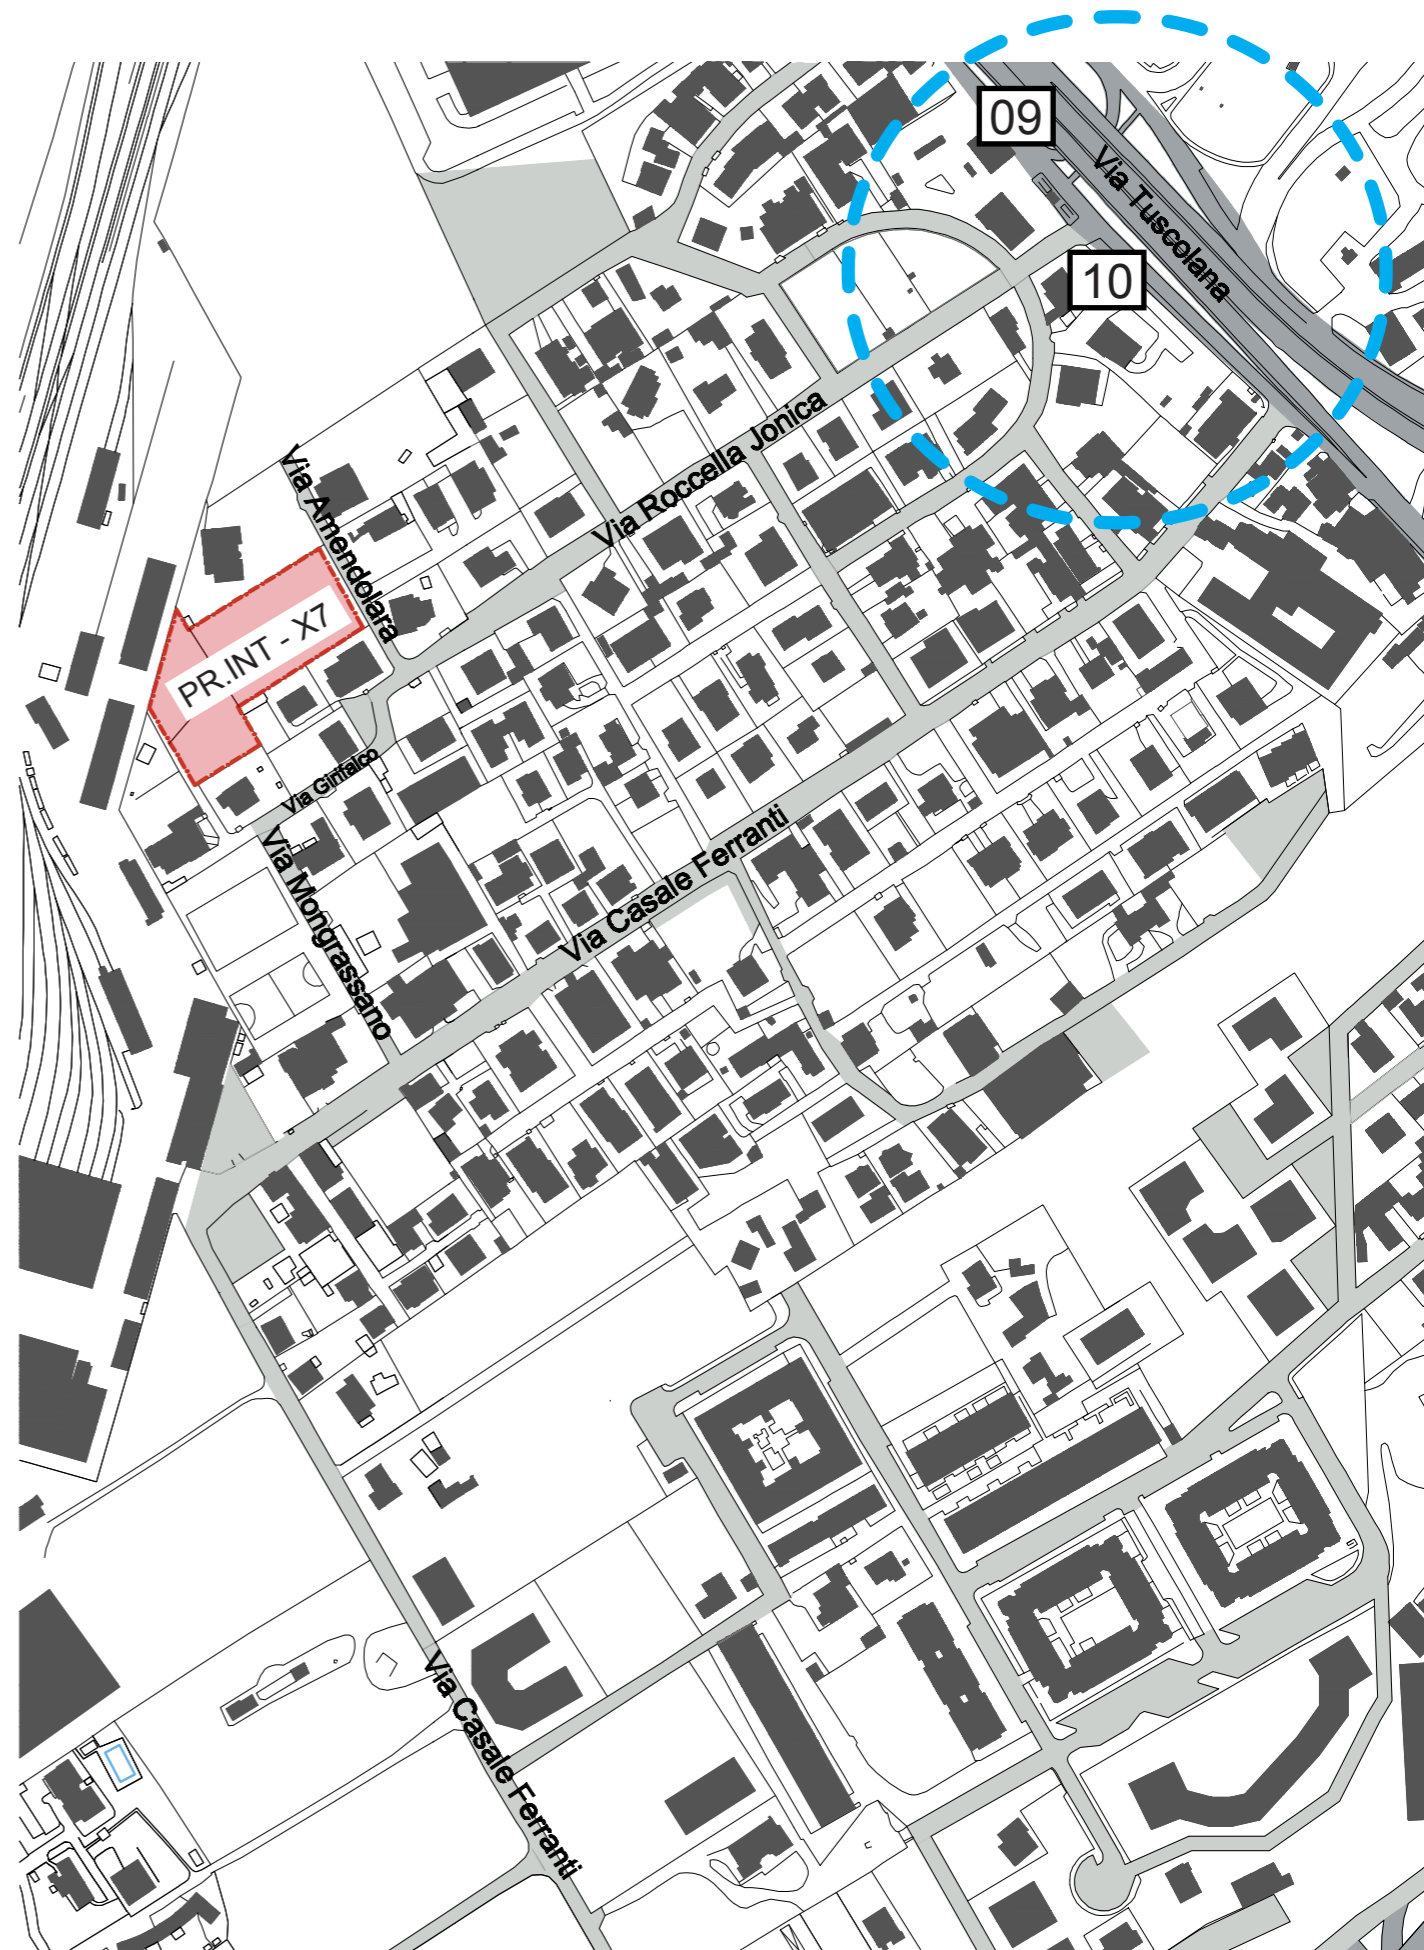 09
Via Tuscolana
10
Via Roccella Jonica
Via Amendolara
PR.INT - X7
Via Girifalco
Via Mongrassano
Via Casale Ferranti
Via Casale Ferranti